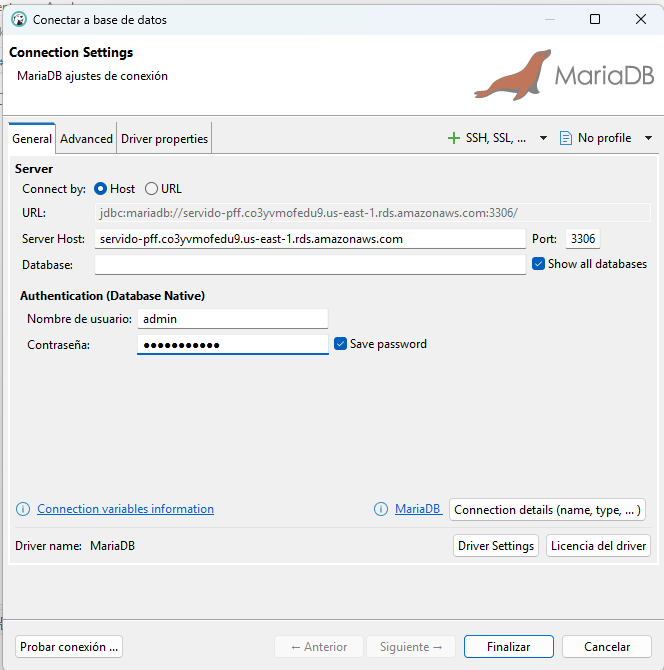 Conectar a base de datos
Connection Settings
MariaDB ajustes de conexión
MariaDB
General Advanced Driver properties SSH, SSL, ... No profile
Server
Connect by: Host URL
URL: jdbc:mariadb://servido-pff.co3yvmofedu9.us-east-1.rds.amazonaws.com:3306/
Server Host: servido-pff.co3yvmofedu9.us-east-1.rds.amazonaws.com Port: 3306
Database: Show all databases
Authentication (Database Native)
Nombre de usuario: admin
Contraseña: ●●●●●●●●●●● Save password
Connection variables information MariaDB Connection details (name, type, ... )
Driver name: MariaDB Driver Settings Licencia del driver
Probar conexión ... ← Anterior Siguiente → Finalizar Cancelar